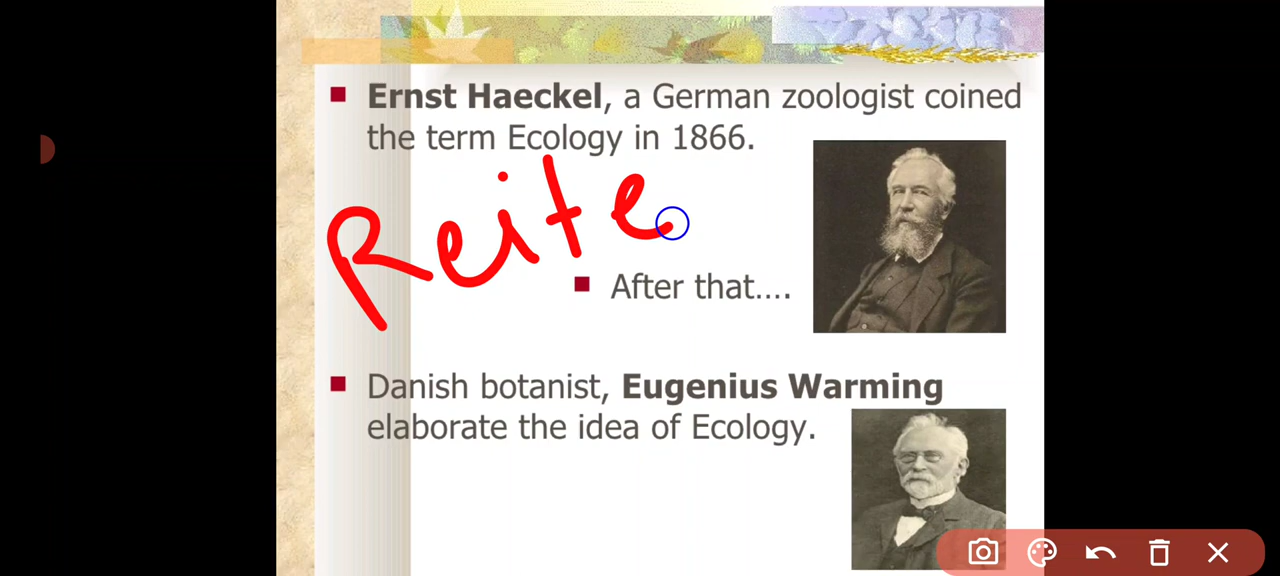 Ernst Haeckel, a German zoologist coined
the term Ecology in 1866.
Reite
After that....
Danish botanist, Eugenius Warming
elaborate the idea of Ecology.